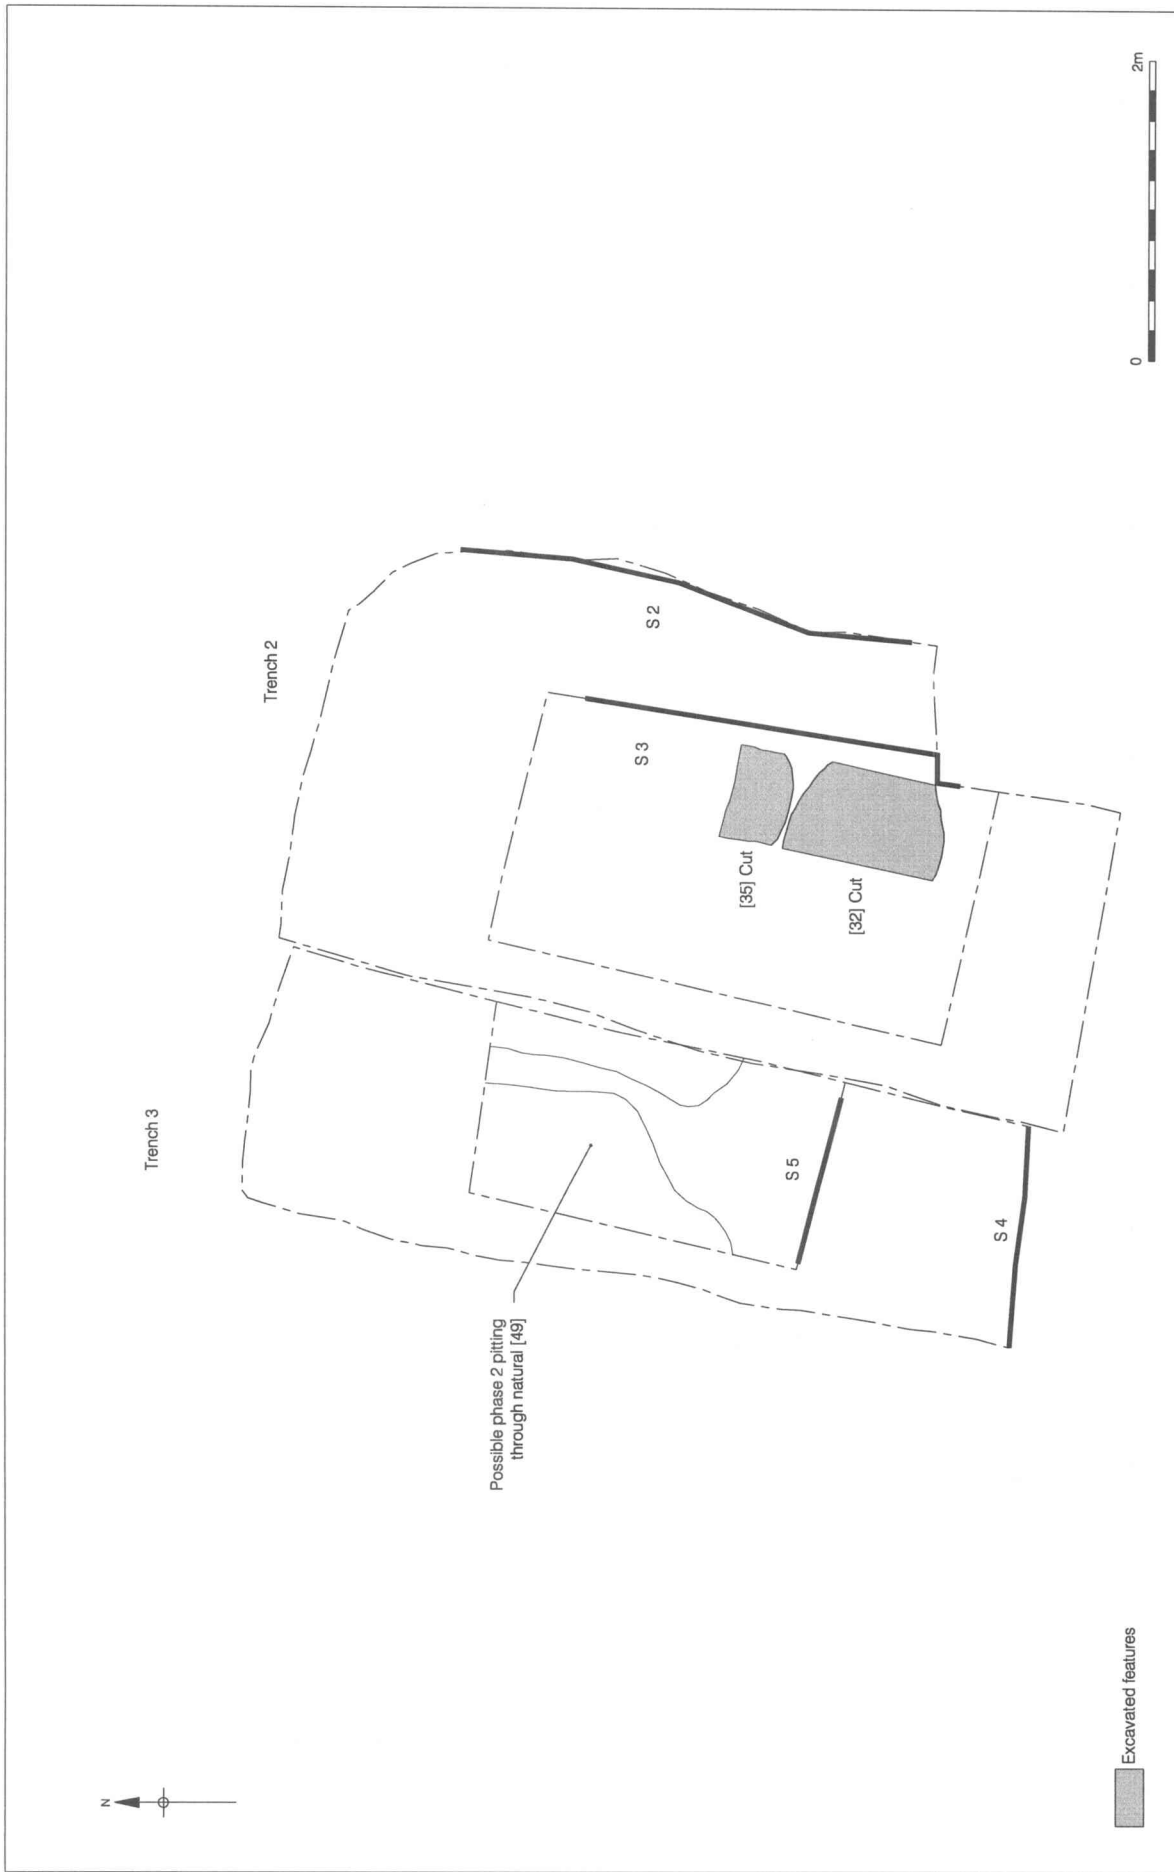 N
Trench 3
Trench 2
Possible phase 2 pitting
through natural [49]
S 2
S 3
[35] Cut
[32] Cut
S 5
S 4
Excavated features
0
2m